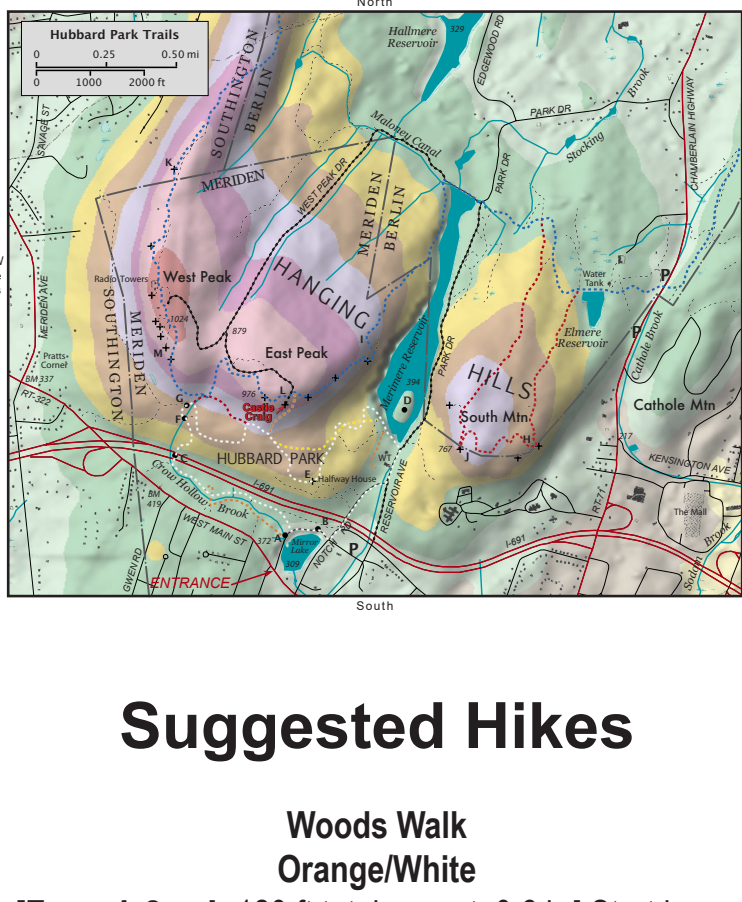 North
Hubbard Park Trails
0 0.25 0.50 mi
0 1000 2000 ft
Hallmere
Reservoir
329
EDGEWOOD RD
SAVAGE ST
SOUTHINGTON
BERLIN
Maloney Canal
PARK DR
Stocking
Brook
CHAMBERLAIN HIGHWAY
K
MERIDEN
WEST PEAK DR
MERIDEN
BERLIN
PARK DR
Radio Towers
West Peak
HANGING
Water
Tank
P
MERIDEN AVE
SOUTHINGTON
MERIDEN
1024
879
Merimere Reservoir
PARK DR
Elmere
Reservoir
P
Cathole Brook
M
East Peak
I
Pratts
Corner
BM 337
RT-322
HILLS
394
D
976
L
G
F
Castle
Craig
South Mtn
Cathole Mtn
767
J
H
217
C
HUBBARD PARK
WT
E
Halfway House
KENSINGTON AVE
Crow Hollow
Brook
I-691
BM
419
RESERVOIR AVE
RT-71
The Mall
WEST MAIN ST
B
A
372
Mirror
Lake
309
NOTCH RD
P
I-691
Sodom
Brook
GWEN RD
ENTRANCE
South
Suggested Hikes
Woods Walk
Orange/White